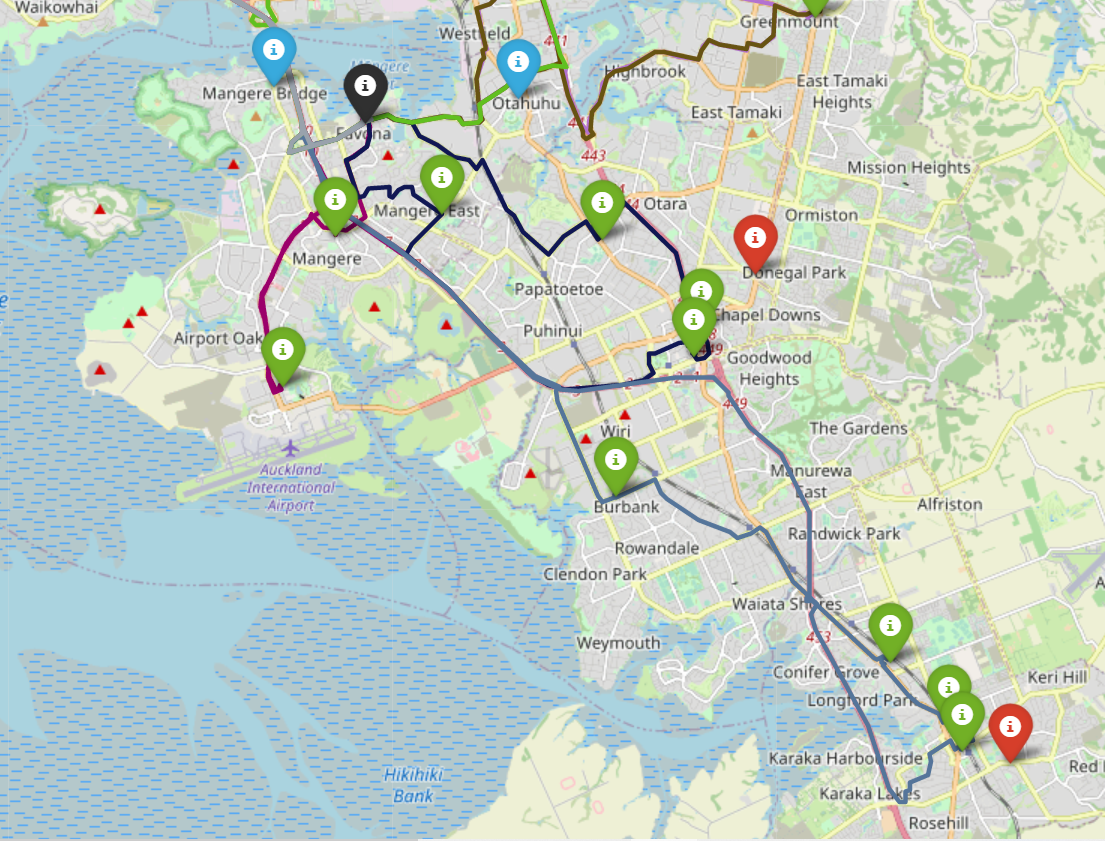 Waikowhai
Westfield
Greenmount
Mangere Bridge
Māngere
Otahuhu
Highbrook
East Tamaki
Heights
East Tamaki
Favona
443
Mission Heights
Otara
Mangere East
Ormiston
Mangere
Donegal Park
Papatoetoe
Chapel Downs
Puhinui
Airport Oak
Goodwood
Heights
449
Wiri
The Gardens
Auckland
International
Airport
Manurewa
East
Burbank
Alfriston
Randwick Park
Rowandale
Clendon Park
Waiata Shores
453
Weymouth
Conifer Grove
Keri Hill
Longford Park
Karaka Harbourside
Red
Hikihiki
Bank
Karaka Lakes
Rosehill